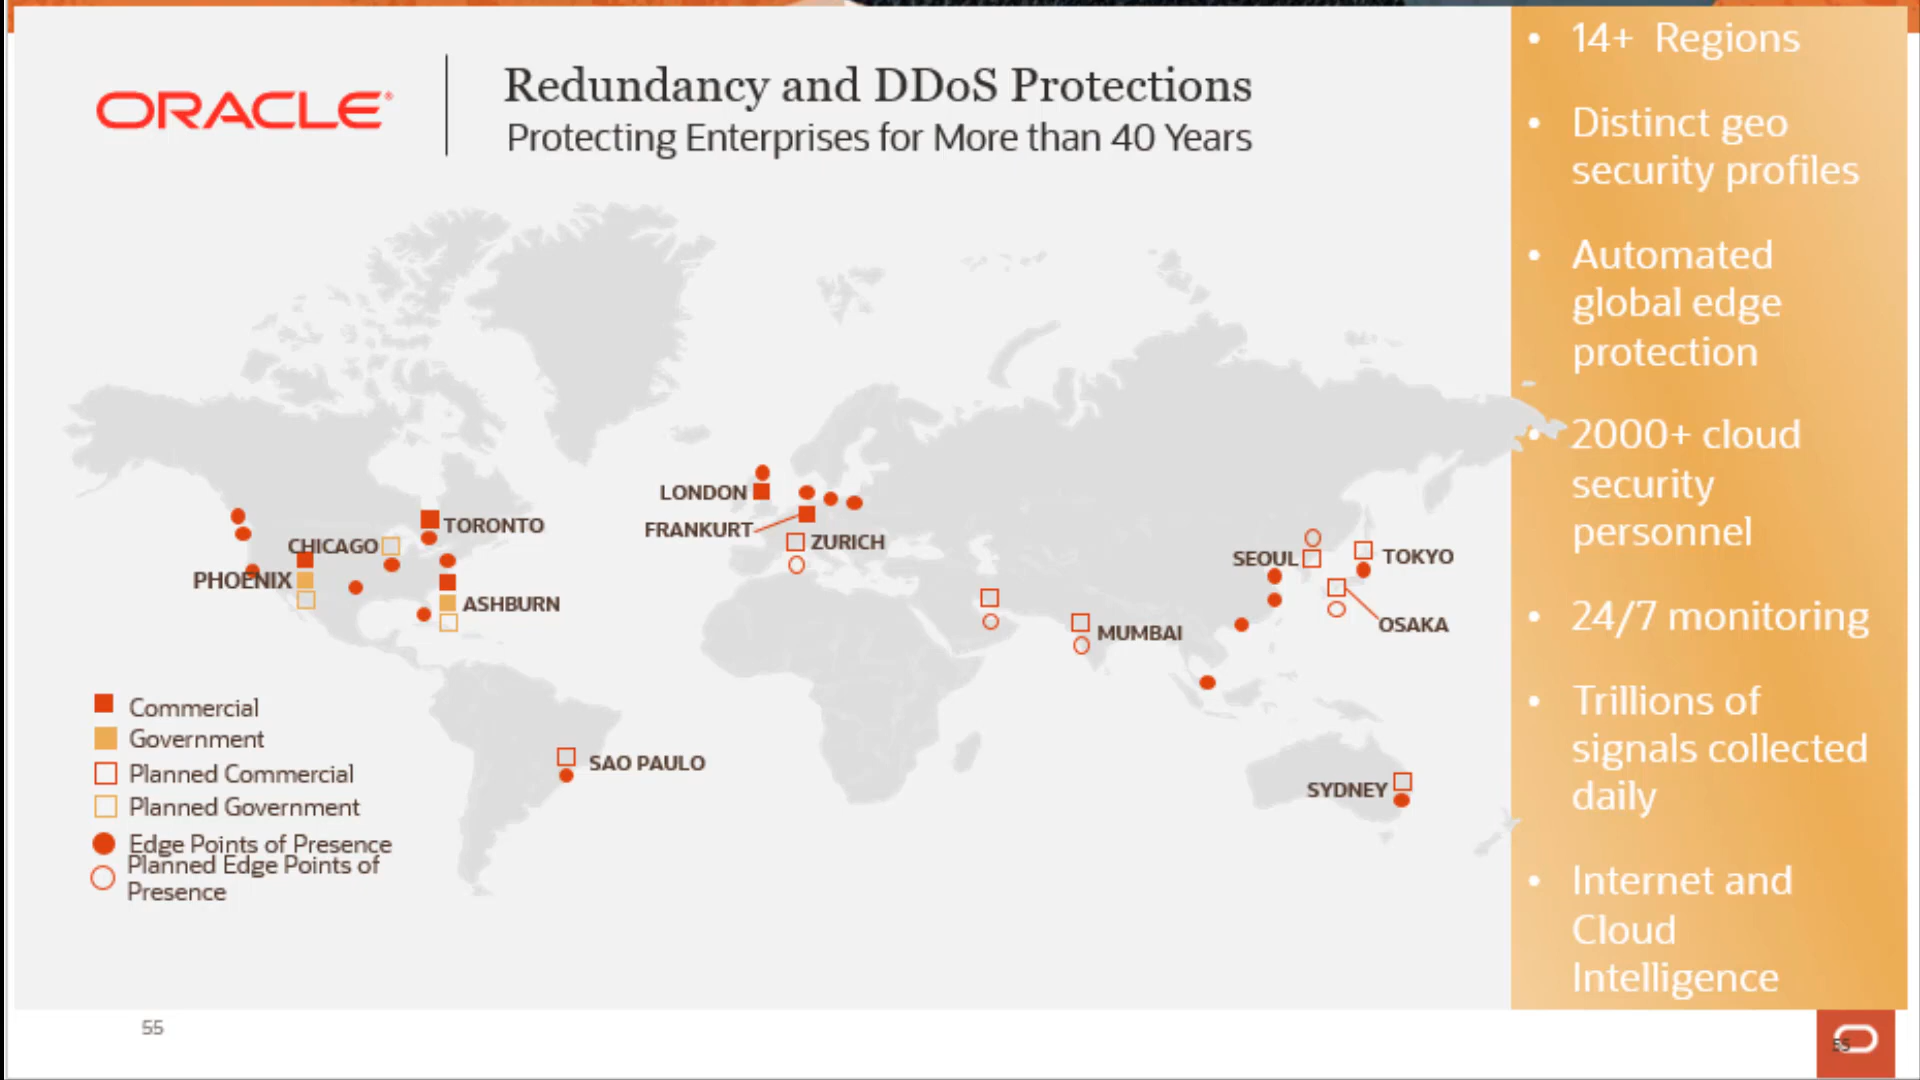 ORACLE®
Redundancy and DDoS Protections
Protecting Enterprises for More than 40 Years
LONDON
FRANKURT
ZURICH
TORONTO
CHICAGO
PHOENIX
ASHBURN
SEOUL
TOKYO
OSAKA
MUMBAI
SAO PAULO
SYDNEY
Commercial
Government
Planned Commercial
Planned Government
Edge Points of Presence
Planned Edge Points of
Presence
• 14+ Regions
• Distinct geo
security profiles
• Automated
global edge
protection
• 2000+ cloud
security
personnel
• 24/7 monitoring
• Trillions of
signals collected
daily
• Internet and
Cloud
Intelligence
55
55